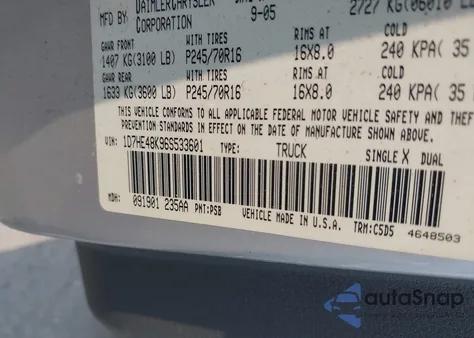 MFD BY: DAIMLERCHRYSLER
CORPORATION 9-05 2727 KG(06010 LB
GAWR FRONT WITH TIRES RIMS AT COLD
1407 KG(3100 LB) P245/70R16 16X8.0 240 KPA( 35
GAWR REAR WITH TIRES RIMS AT COLD
1633 KG(3600 LB) P245/70R16 16X8.0 240 KPA( 35
THIS VEHICLE CONFORMS TO ALL APPLICABLE FEDERAL MOTOR VEHICLE SAFETY AND THEFT
PREVENTION STANDARDS IN EFFECT ON THE DATE OF MANUFACTURE SHOWN ABOVE.
VIN: 1D7HE48K96S533601 TYPE: TRUCK SINGLE X DUAL
MDH: 091901 235AA PNT:PSB VEHICLE MADE IN U.S.A. TRM:C5D5 4648503
autoSnap